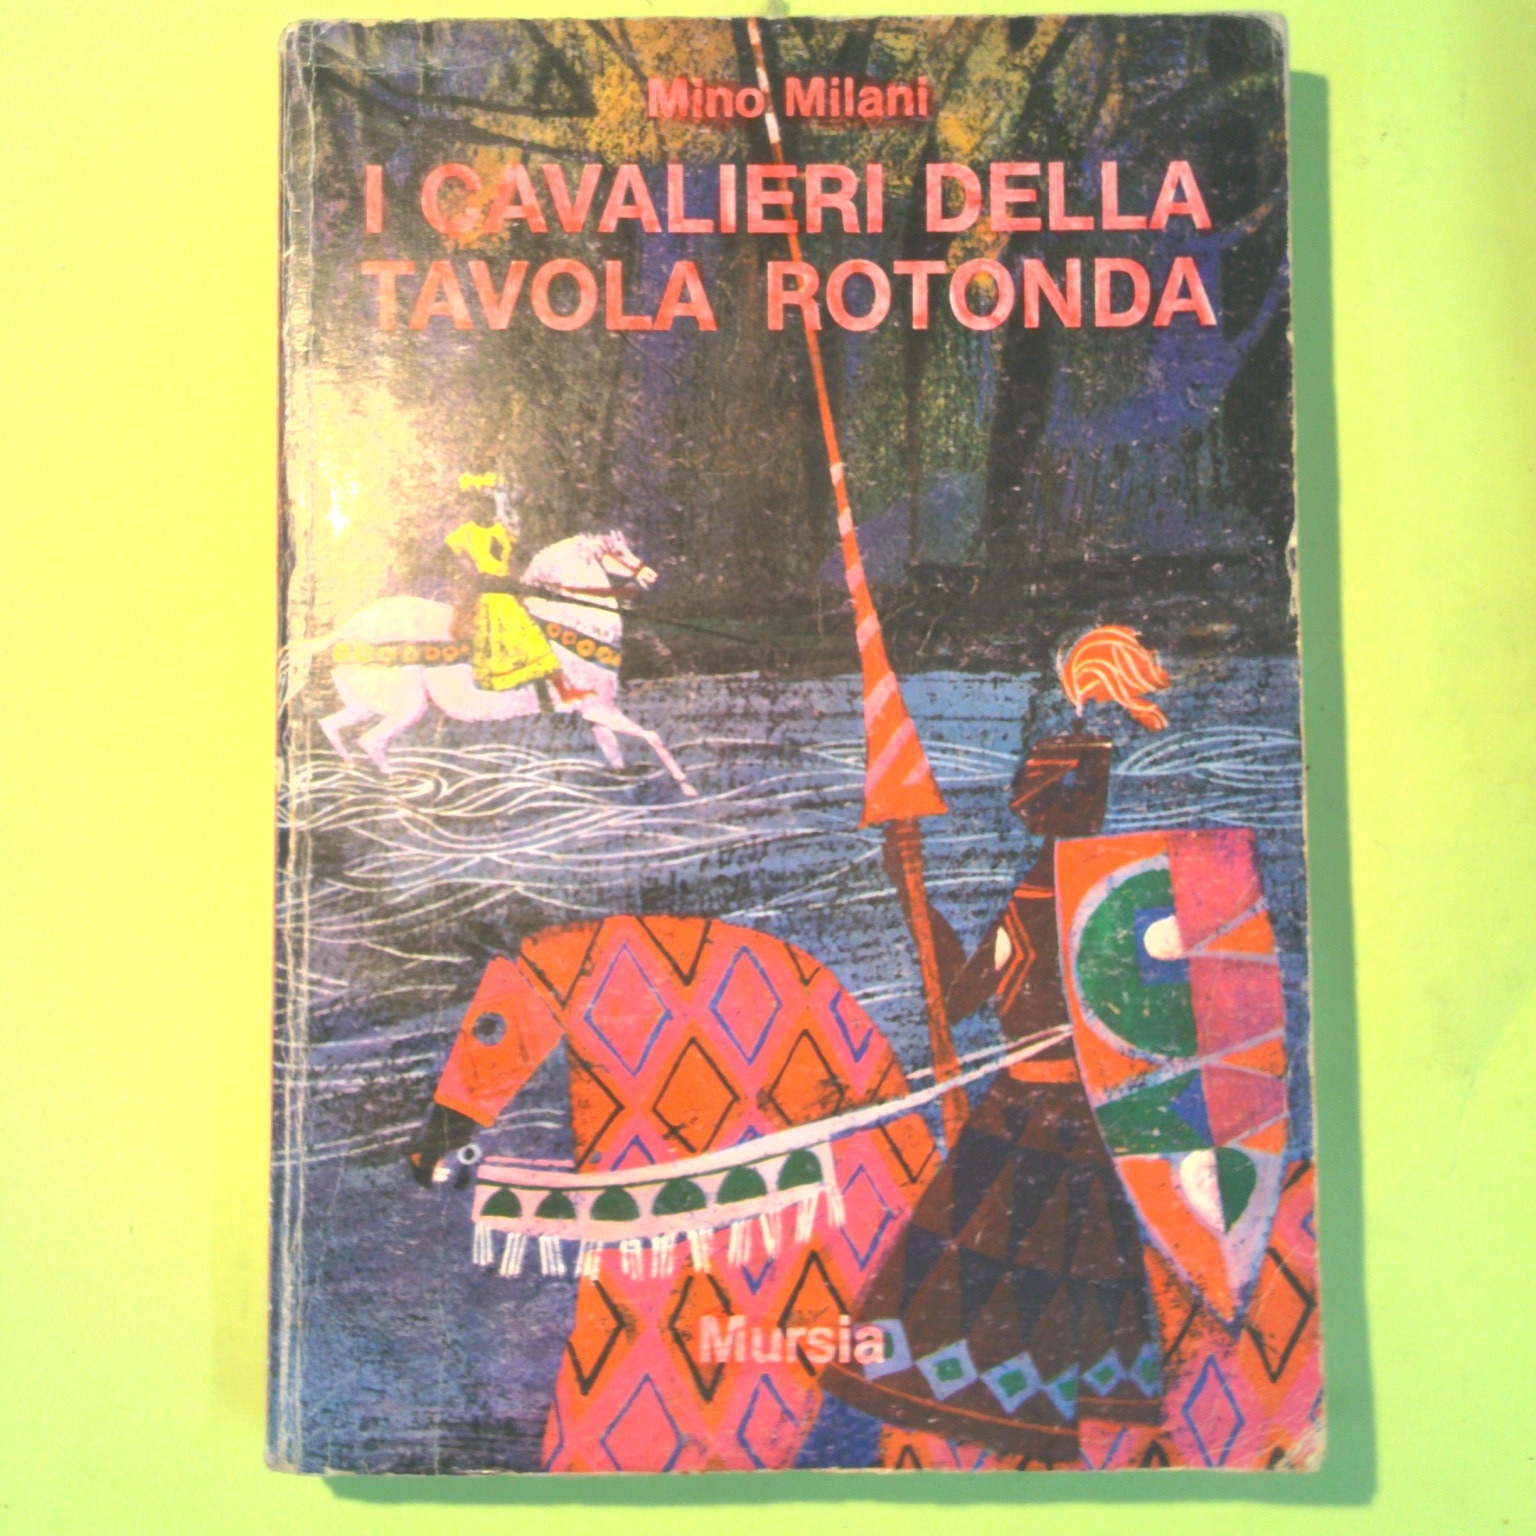 Mino Milani
I CAVALIERI DELLA
TAVOLA ROTONDA
Mursia